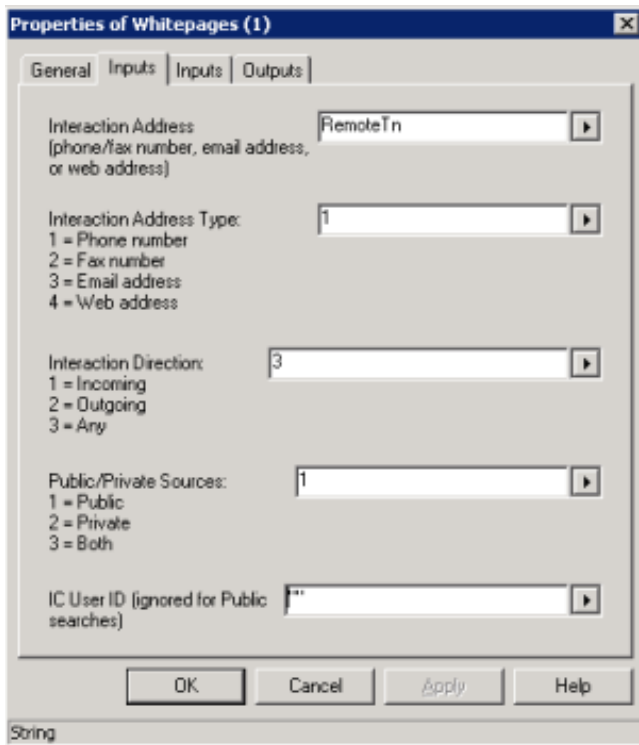 Properties of Whitepages (1)
General Inputs Inputs Outputs
Interaction Address
(phone/fax number, email address,
or web address)
RemoteTn
Interaction Address Type:
1 = Phone number
2 = Fax number
3 = Email address
4 = Web address
1
Interaction Direction:
1 = Incoming
2 = Outgoing
3 = Any
3
Public/Private Sources:
1 = Public
2 = Private
3 = Both
1
IC User ID (ignored for Public
searches)
""
OK Cancel Apply Help
String